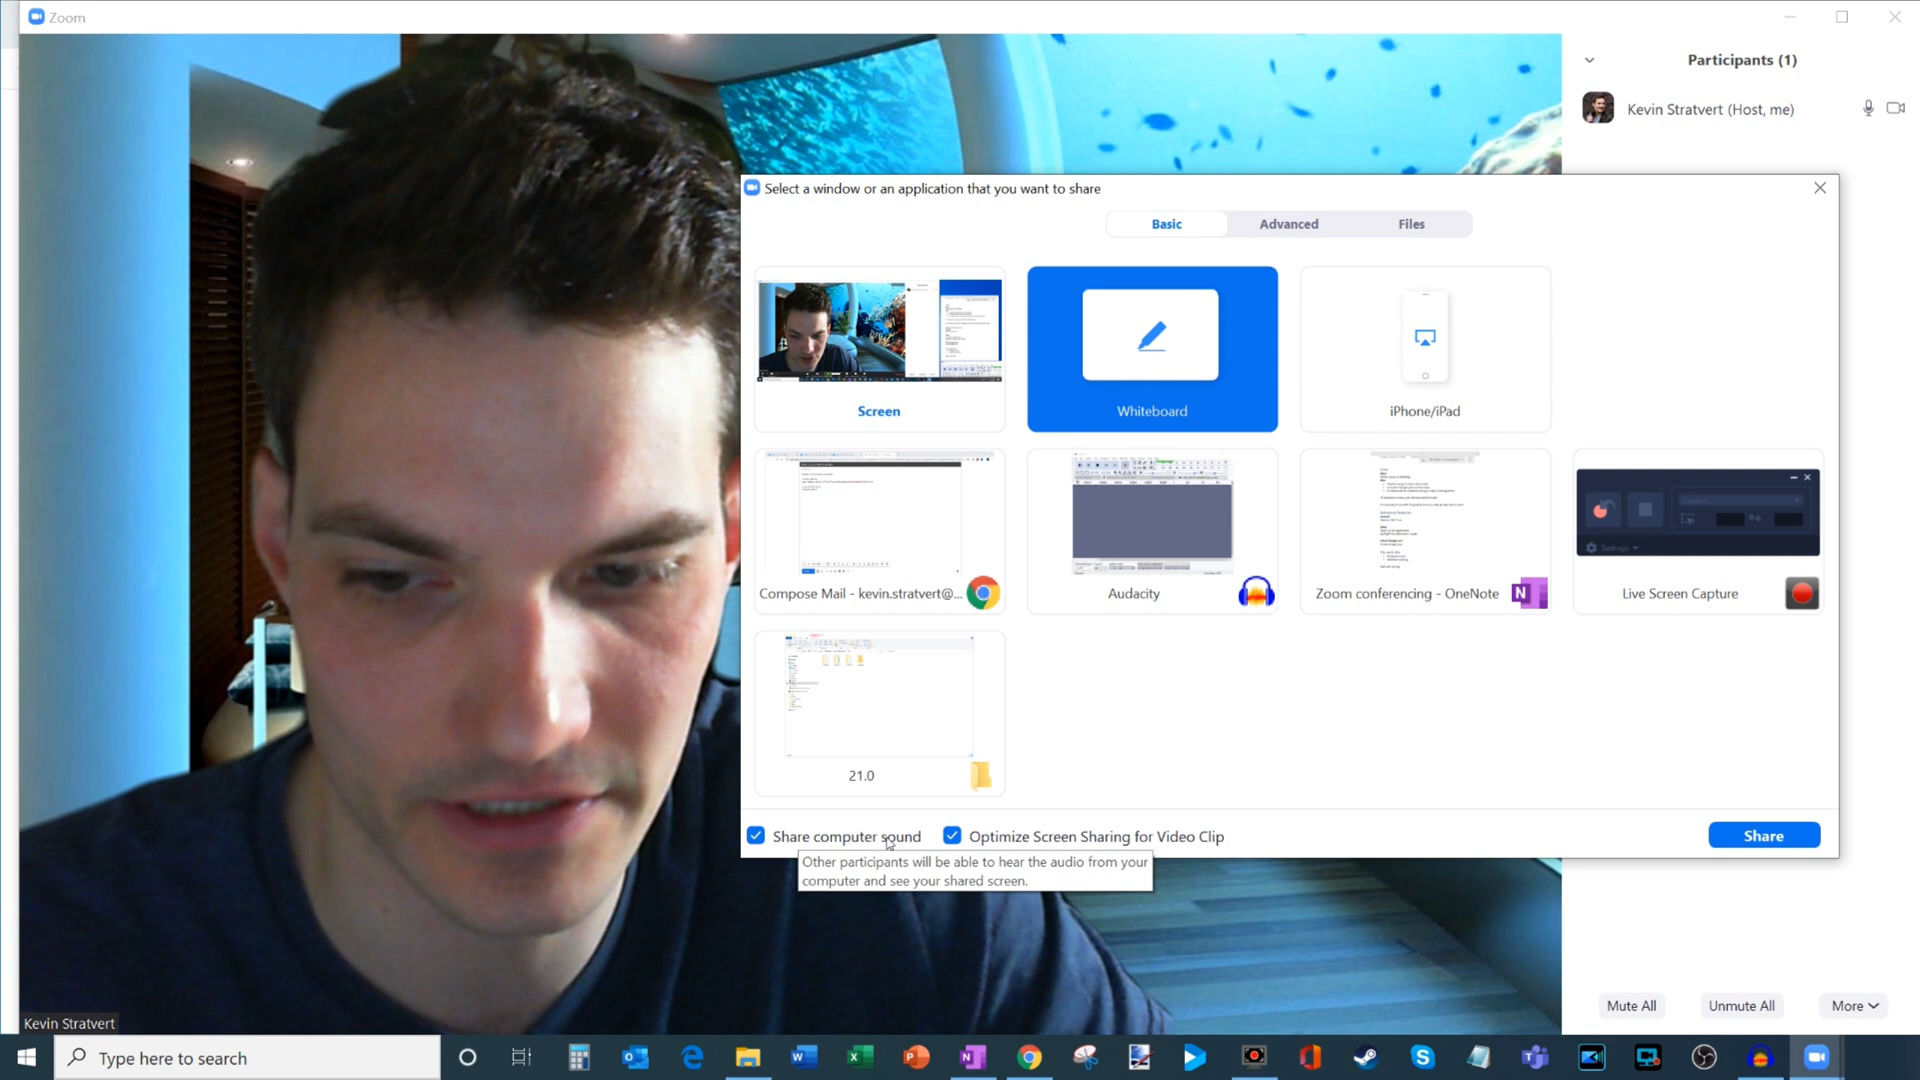 Zoom
Participants (1)
Kevin Stratvert (Host, me)
Select a window or an application that you want to share
Basic
Advanced
Files
Screen
Whiteboard
iPhone/iPad
Compose Mail - kevin.stratvert@...
Audacity
Zoom conferencing - OneNote
N
Live Screen Capture
21.0
Share computer sound
Optimize Screen Sharing for Video Clip
Share
Other participants will be able to hear the audio from your
computer and see your shared screen.
Mute All
Unmute All
More
Kevin Stratvert
Type here to search